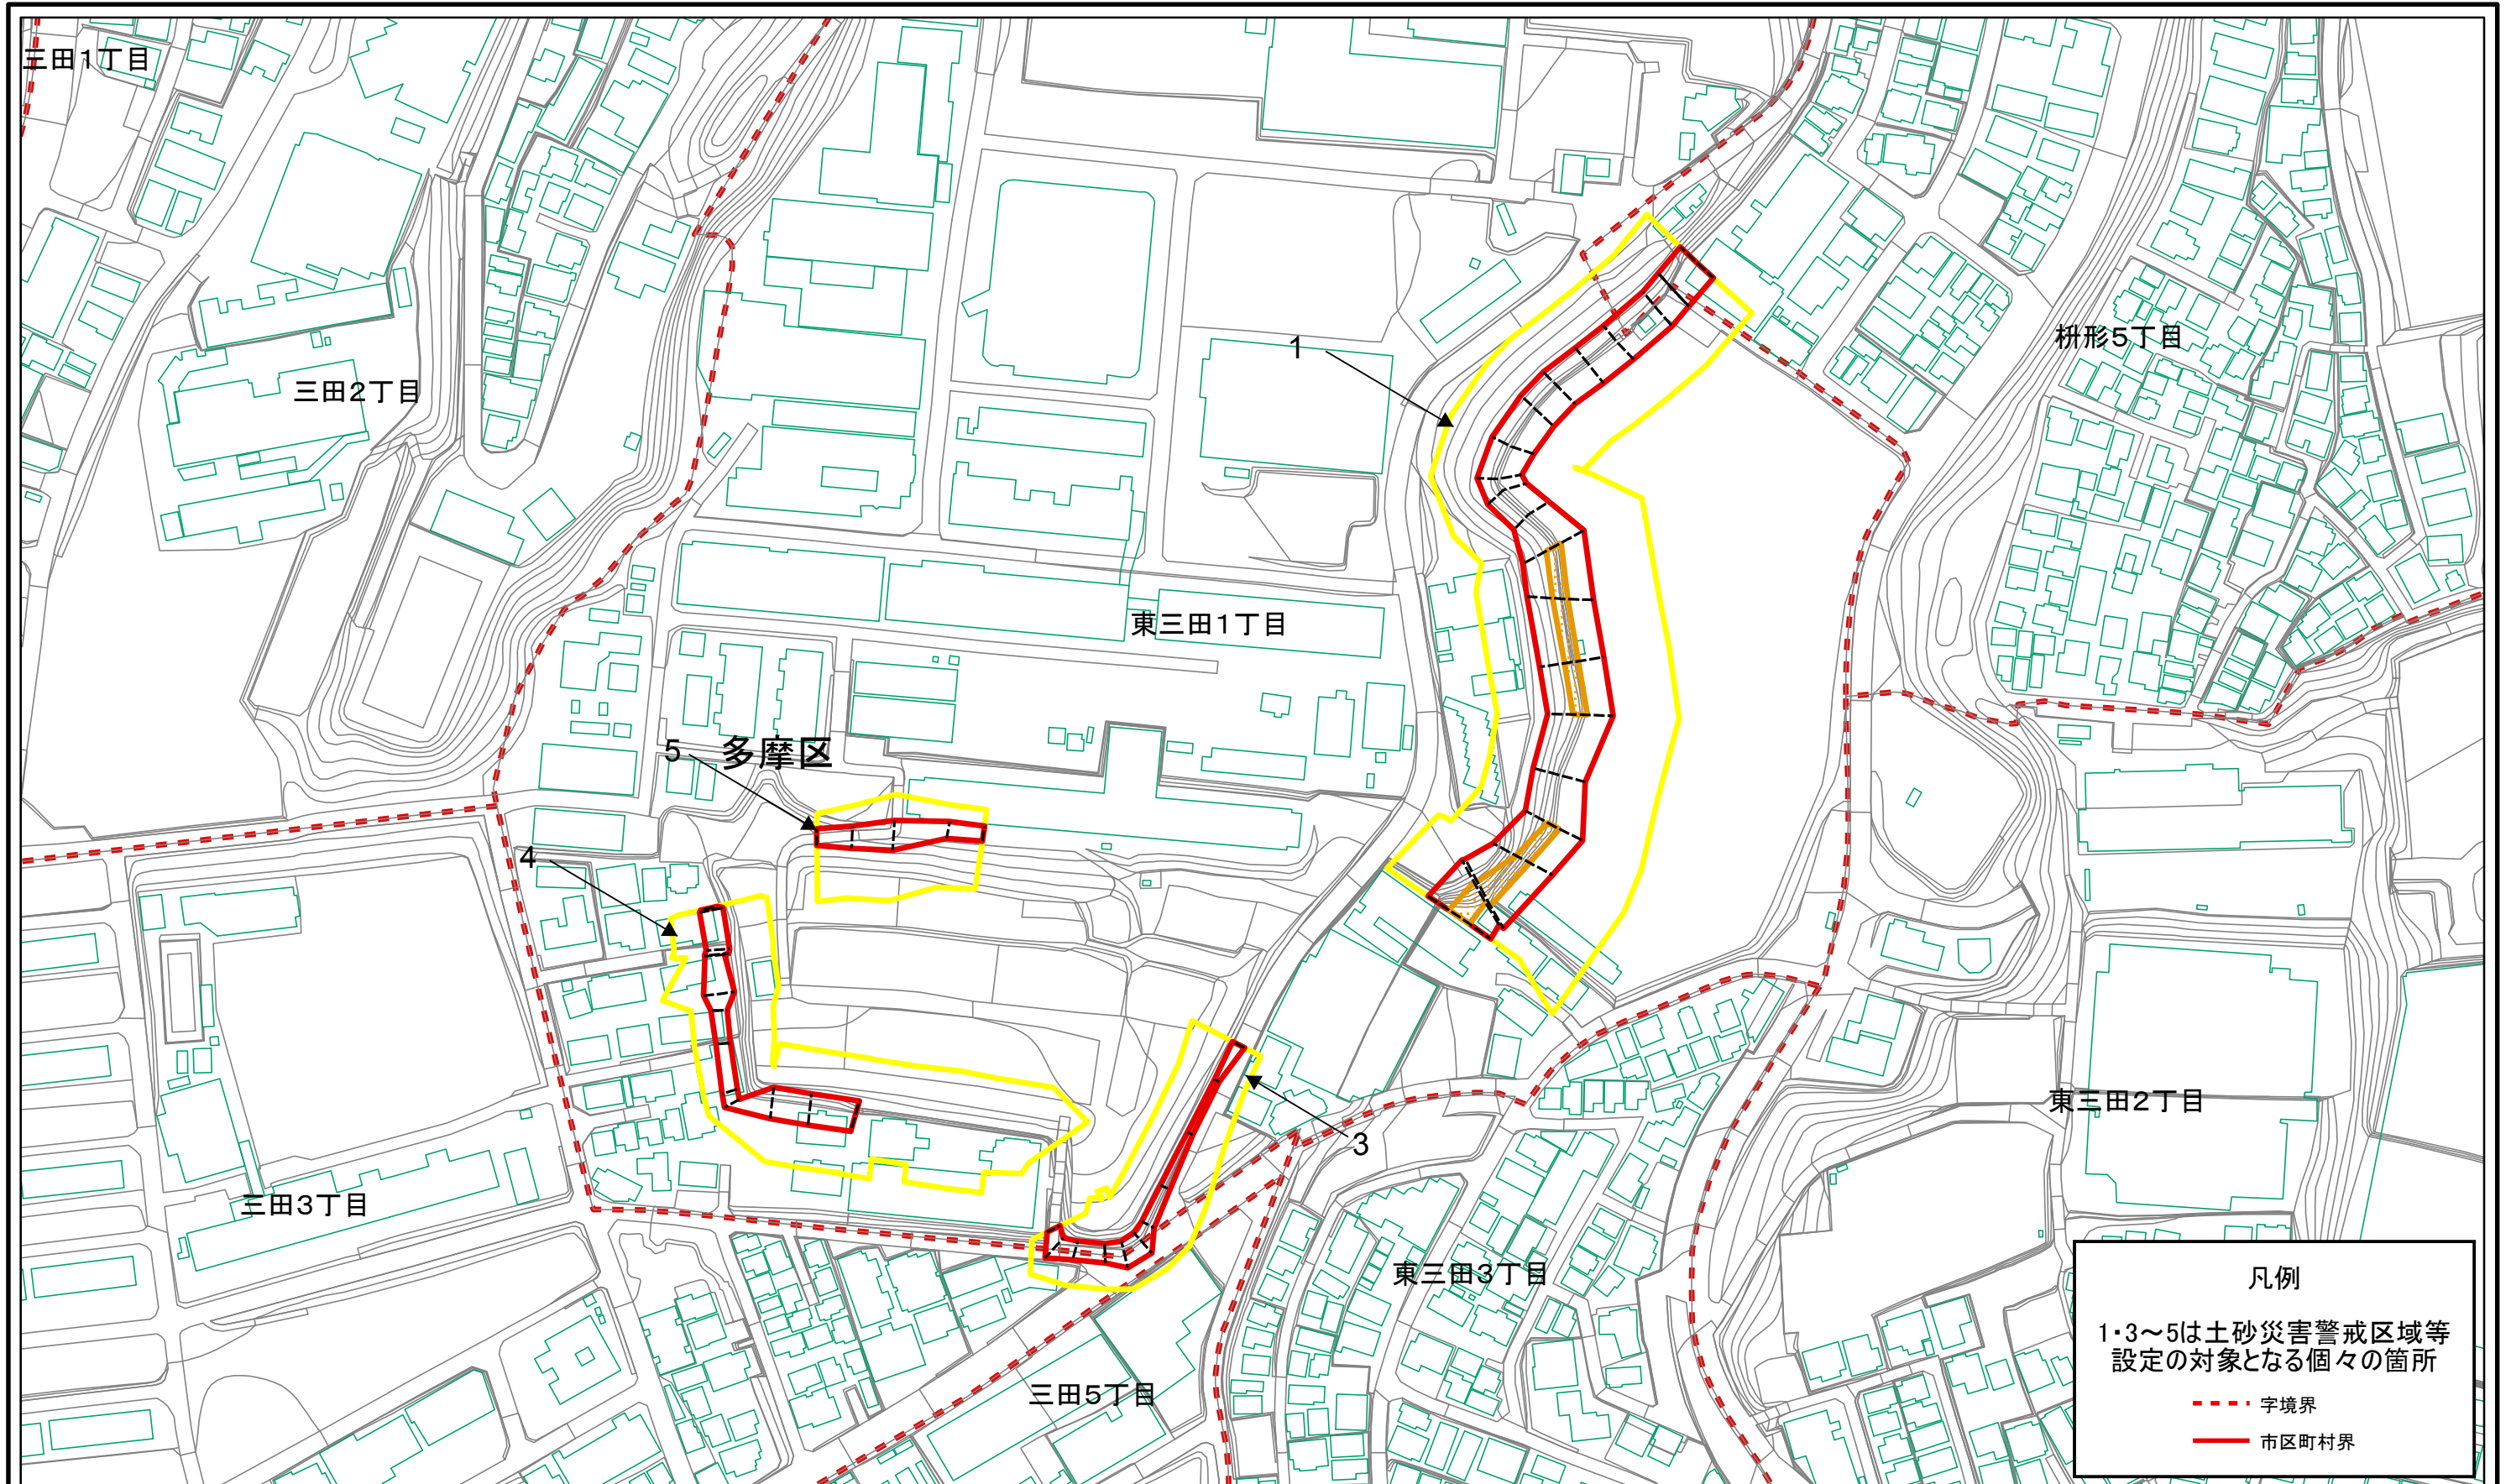 三田1丁目
1
枡形5丁目
三田2丁目
東三田1丁目
5
多摩区
4
東三田2丁目
3
三田3丁目
東三田3丁目
三田5丁目
凡例
1・3～5は土砂災害警戒区域等
設定の対象となる個々の箇所
字境界
市区町村界